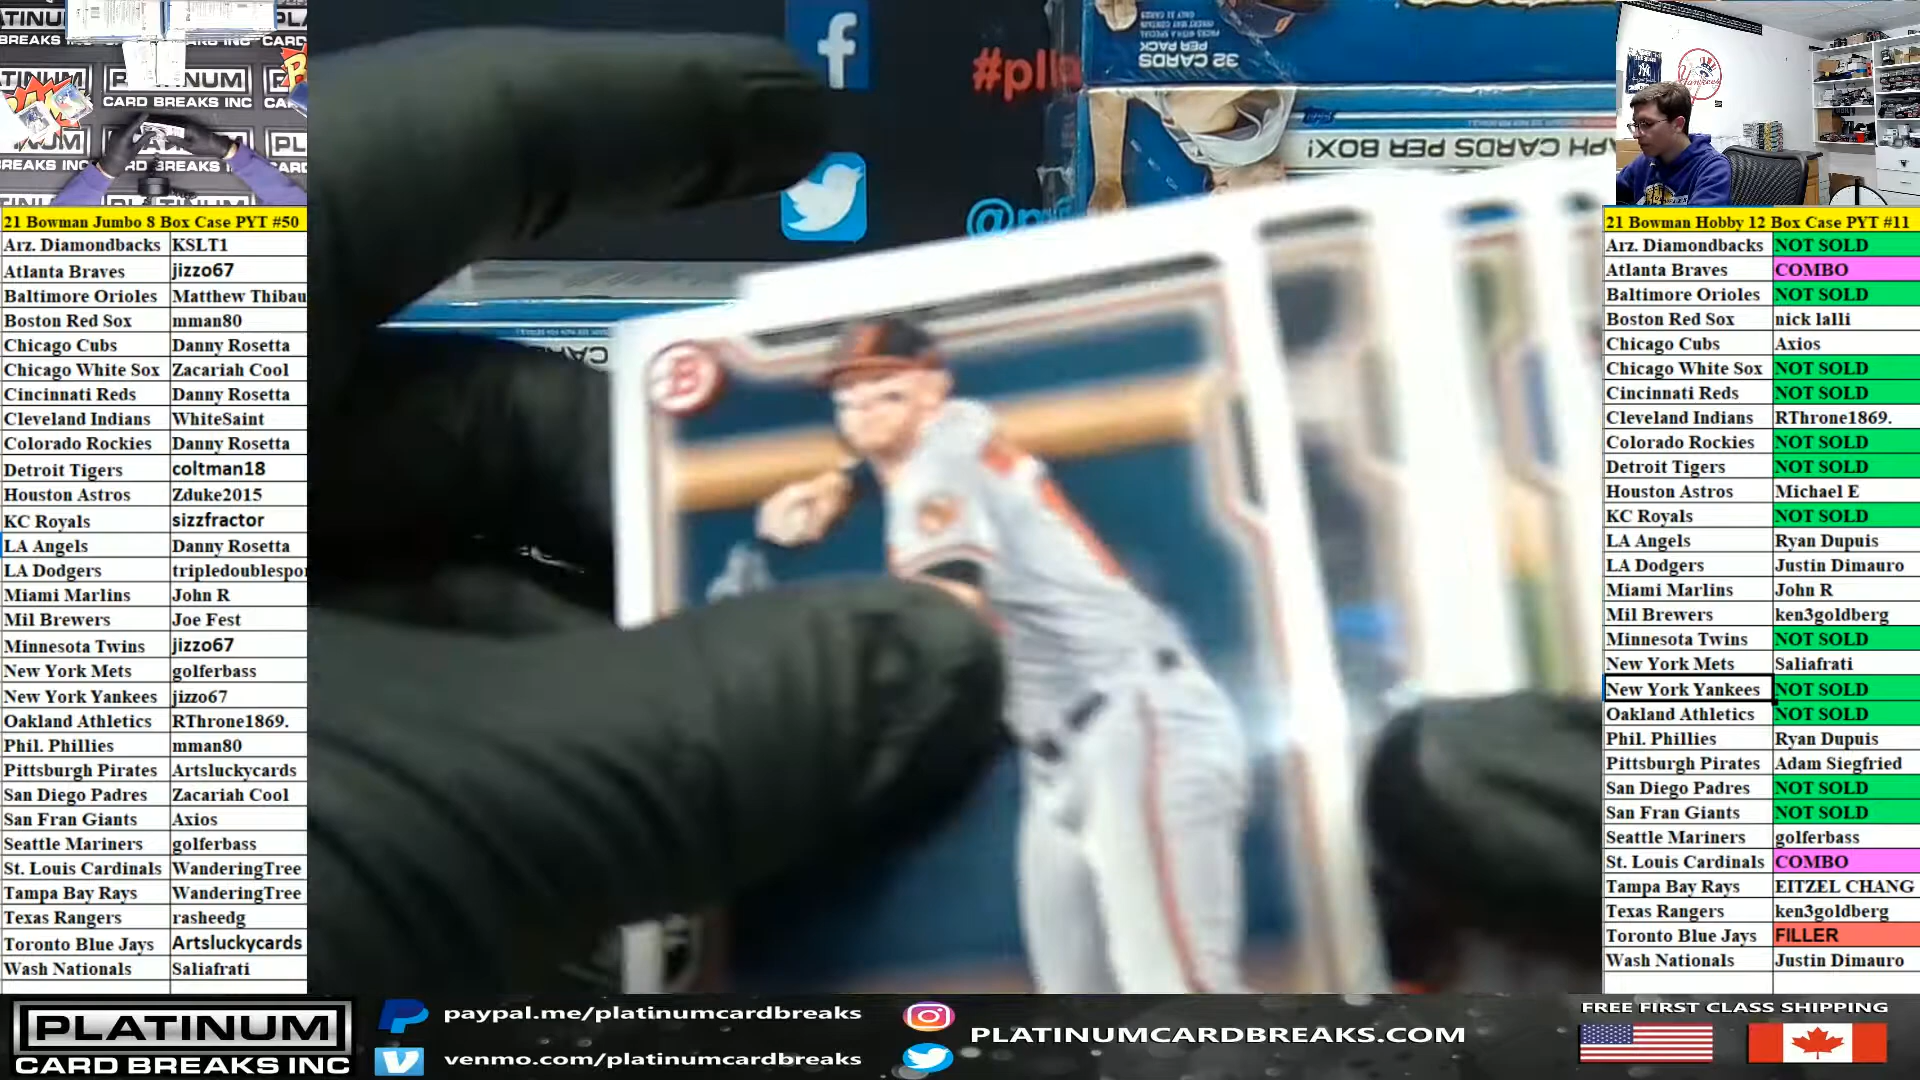 PLATINUM
CARD BREAKS INC
21 Bowman Jumbo 8 Box Case PYT #50
Arz. Diamondbacks KSLT1
Atlanta Braves jizzo67
Baltimore Orioles Matthew Thibau
Boston Red Sox mman80
Chicago Cubs Danny Rosetta
Chicago White Sox Zacariah Cool
Cincinnati Reds Danny Rosetta
Cleveland Indians WhiteSaint
Colorado Rockies Danny Rosetta
Detroit Tigers coltman18
Houston Astros Zduke2015
KC Royals sizzfractor
LA Angels Danny Rosetta
LA Dodgers tripledoublespor
Miami Marlins John R
Mil Brewers Joe Fest
Minnesota Twins jizzo67
New York Mets golferbass
New York Yankees jizzo67
Oakland Athletics RThrone1869.
Phil. Phillies mman80
Pittsburgh Pirates Artsluckycards
San Diego Padres Zacariah Cool
San Fran Giants Axios
Seattle Mariners golferbass
St. Louis Cardinals WanderingTree
Tampa Bay Rays WanderingTree
Texas Rangers rasheedg
Toronto Blue Jays Artsluckycards
Wash Nationals Saliafrati
#pl
32 CARDS
PER PACK
PH CARDS PER BOX!
B
21 Bowman Hobby 12 Box Case PYT #11
Arz. Diamondbacks NOT SOLD
Atlanta Braves COMBO
Baltimore Orioles NOT SOLD
Boston Red Sox nick lalli
Chicago Cubs Axios
Chicago White Sox NOT SOLD
Cincinnati Reds NOT SOLD
Cleveland Indians RThrone1869.
Colorado Rockies NOT SOLD
Detroit Tigers NOT SOLD
Houston Astros Michael E
KC Royals NOT SOLD
LA Angels Ryan Dupuis
LA Dodgers Justin Dimauro
Miami Marlins John R
Mil Brewers ken3goldberg
Minnesota Twins NOT SOLD
New York Mets Saliafrati
New York Yankees NOT SOLD
Oakland Athletics NOT SOLD
Phil. Phillies Ryan Dupuis
Pittsburgh Pirates Adam Siegfried
San Diego Padres NOT SOLD
San Fran Giants NOT SOLD
Seattle Mariners golferbass
St. Louis Cardinals COMBO
Tampa Bay Rays EITZEL CHANG
Texas Rangers ken3goldberg
Toronto Blue Jays FILLER
Wash Nationals Justin Dimauro
PLATINUM
CARD BREAKS INC
paypal.me/platinumcardbreaks
venmo.com/platinumcardbreaks
PLATINUMCARDBREAKS.COM
FREE FIRST CLASS SHIPPING